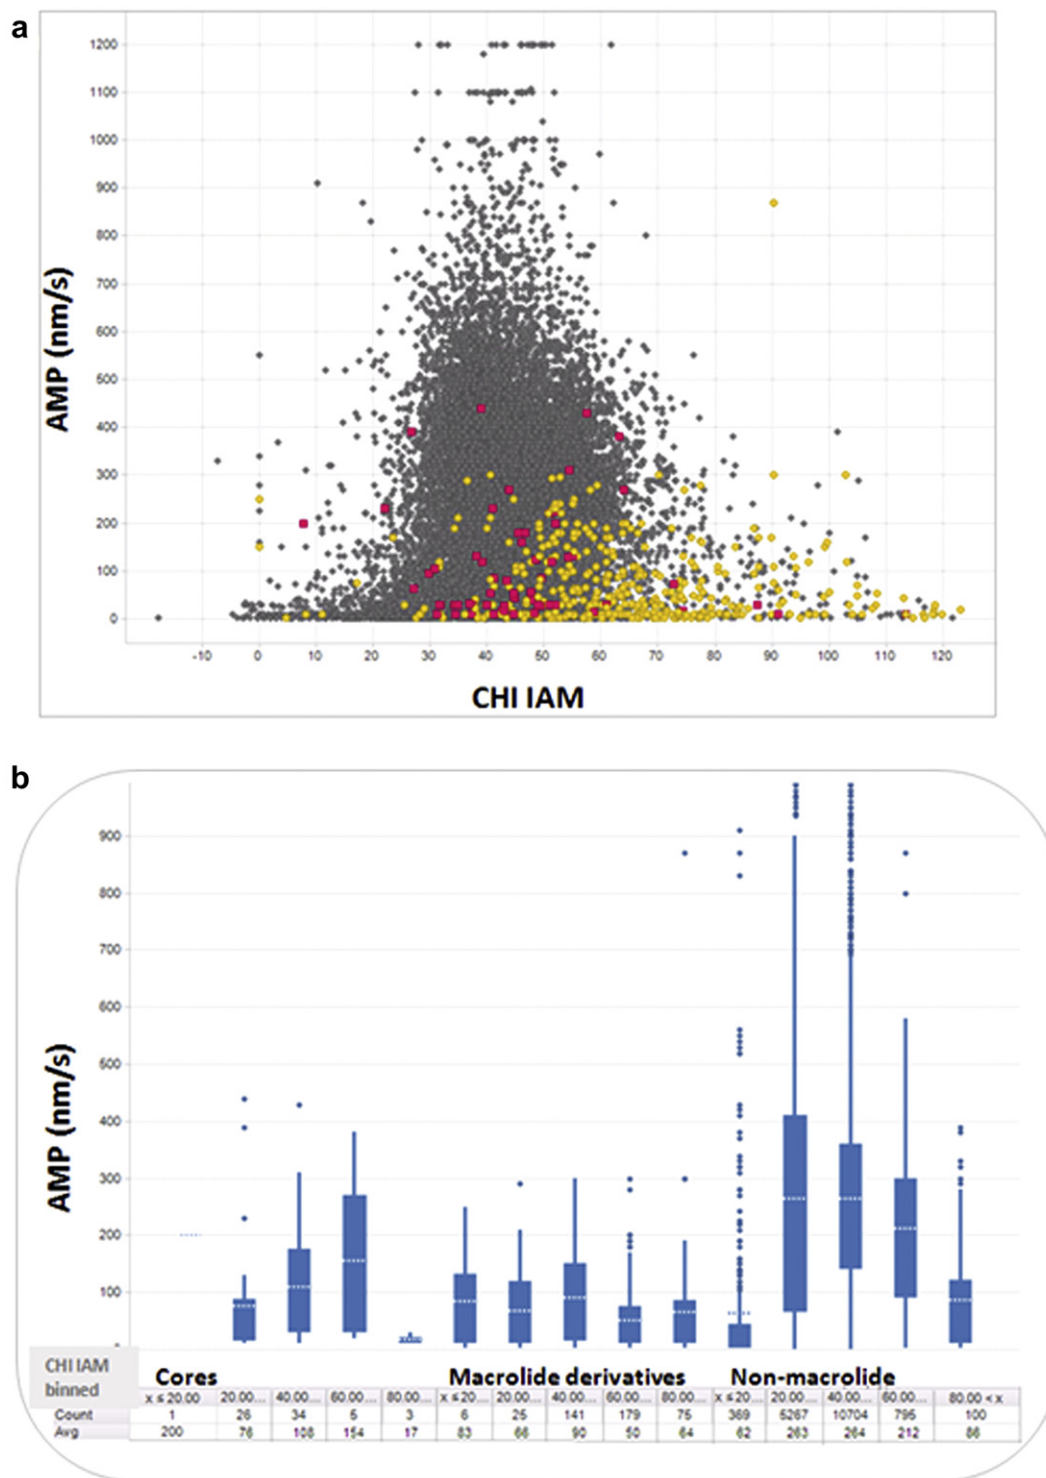 a
1200
1100
1000
900
800
700
600
500
400
300
200
100
0
AMP (nm/s)
-10 0 10 20 30 40 50 60 70 80 90 100 110 120
CHI IAM
b
900
800
700
600
500
400
300
200
100
AMP (nm/s)
CHI IAM
binned
Cores Macrolide derivatives Non-macrolide
x ≤ 20.00 20.00... 40.00... 60.00... 80.00... x ≤ 20... 20.00... 40.00... 60.00... 80.00... x ≤ 20... 20.00... 40.00... 60.00... 80.00 < x
Count 1 26 34 5 3 6 25 141 179 75 369 5267 10704 795 100
Avg 200 76 108 154 17 83 66 90 50 64 62 263 264 212 86